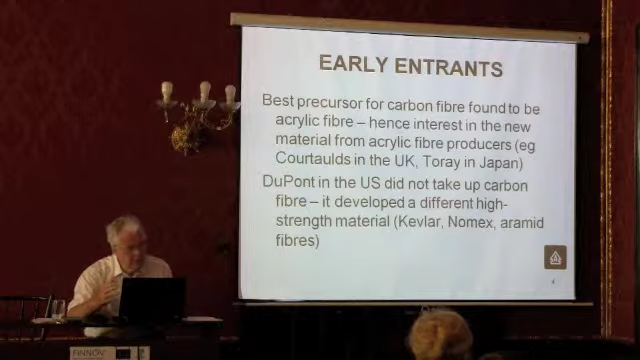 EARLY ENTRANTS
Best precursor for carbon fibre found to be
acrylic fibre – hence interest in the new
material from acrylic fibre producers (eg
Courtaulds in the UK, Toray in Japan)
DuPont in the US did not take up carbon
fibre – it developed a different high-
strength material (Kevlar, Nomex, aramid
fibres)
4
FINNOV